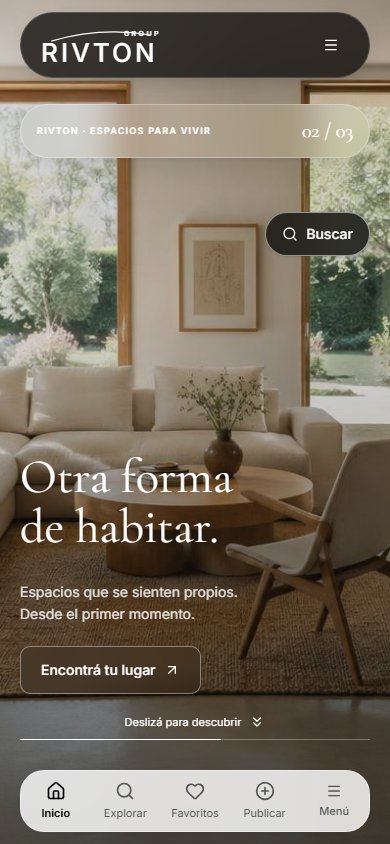 GROUP
RIVTON
RIVTON · ESPACIOS PARA VIVIR
02 / 03
Buscar
Otra forma
de habitar.
Espacios que se sienten propios.
Desde el primer momento.
Encontrá tu lugar
Deslizá para descubrir
Inicio Explorar Favoritos Publicar Menú